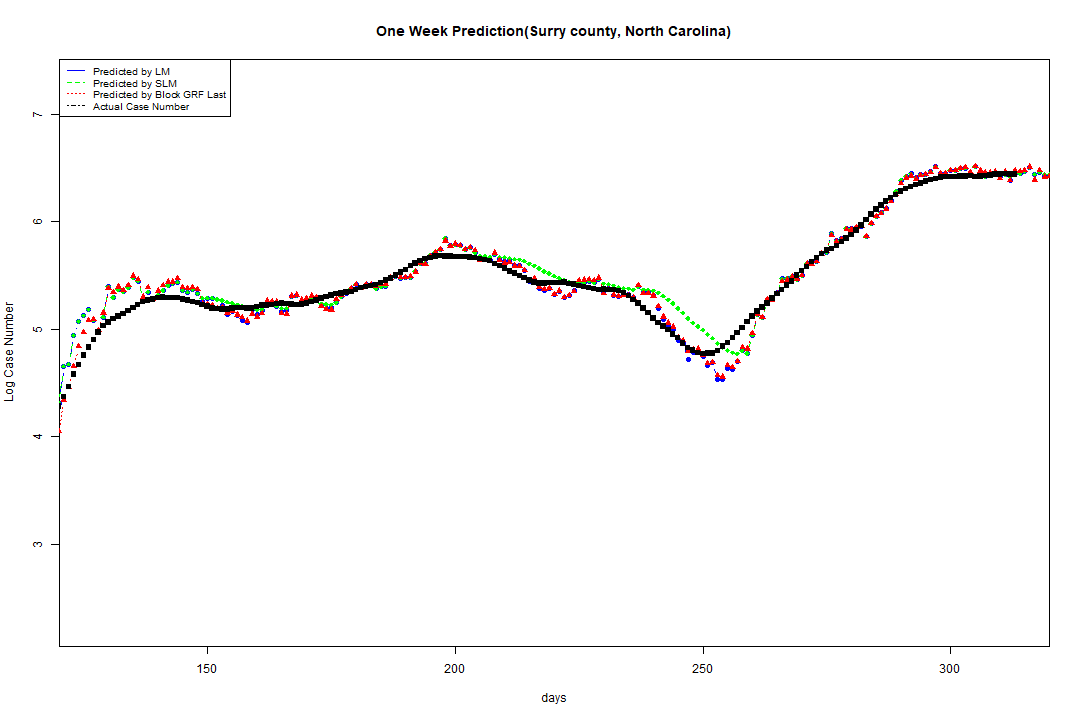 One Week Prediction(Surry county, North Carolina)
Predicted by LM
Predicted by SLM
Predicted by Block GRF Last
Actual Case Number
Log Case Number
7
6
5
4
3
150
200
250
300
days